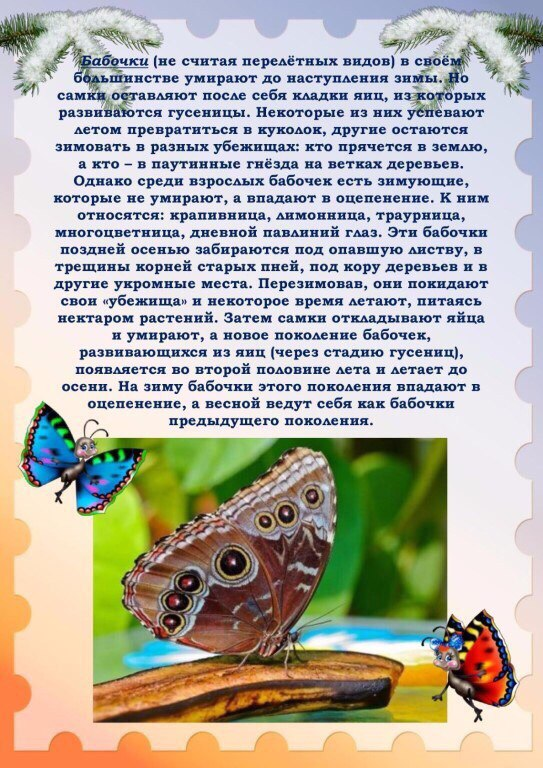 Бабочки (не считая перелётных видов) в своём
большинстве умирают до наступления зимы. Но
самки оставляют после себя кладки яиц, из которых
развиваются гусеницы. Некоторые из них успевают
летом превратиться в куколок, другие остаются
зимовать в разных убежищах: кто прячется в землю,
а кто – в паутинные гнёзда на ветках деревьев.
Однако среди взрослых бабочек есть зимующие,
которые не умирают, а впадают в оцепенение. К ним
относятся: крапивница, лимонница, траурница,
многоцветница, дневной павлиний глаз. Эти бабочки
поздней осенью забираются под опавшую листву, в
трещины корней старых пней, под кору деревьев и в
другие укромные места. Перезимовав, они покидают
свои «убежища» и некоторое время летают, питаясь
нектаром растений. Затем самки откладывают яйца
и умирают, а новое поколение бабочек,
развивающихся из яиц (через стадию гусениц),
появляется во второй половине лета и летает до
осени. На зиму бабочки этого поколения впадают в
оцепенение, а весной ведут себя как бабочки
предыдущего поколения.